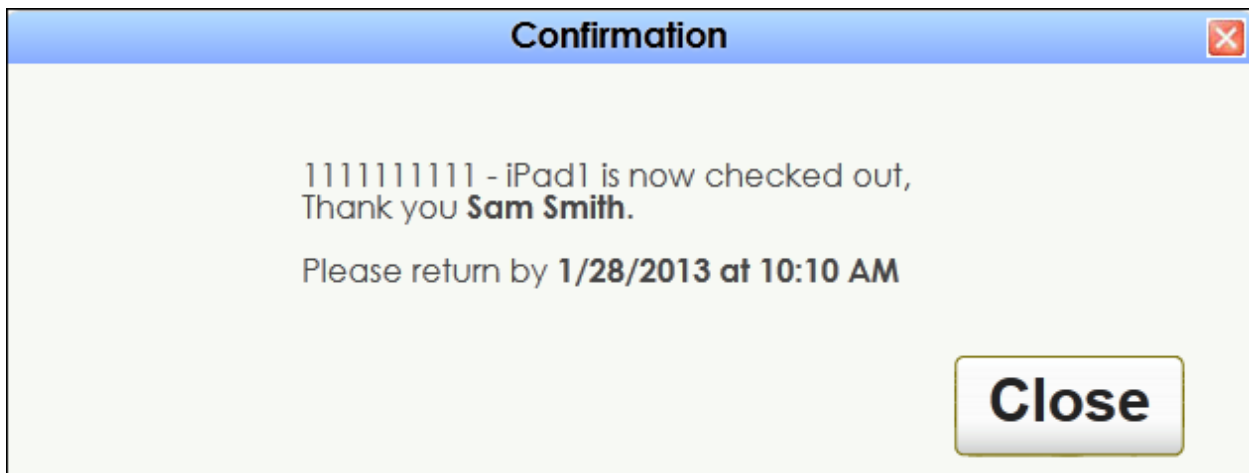 Confirmation
1111111111 - iPad1 is now checked out,
Thank you Sam Smith.
Please return by 1/28/2013 at 10:10 AM
Close